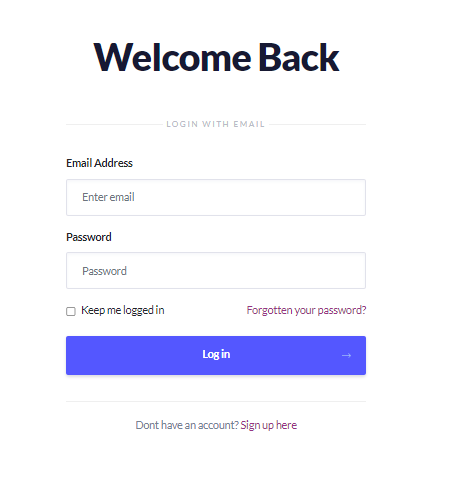 Welcome Back
LOGIN WITH EMAIL
Email Address
Enter email
Password
Password
Keep me logged in Forgotten your password?
Log in →
Dont have an account? Sign up here